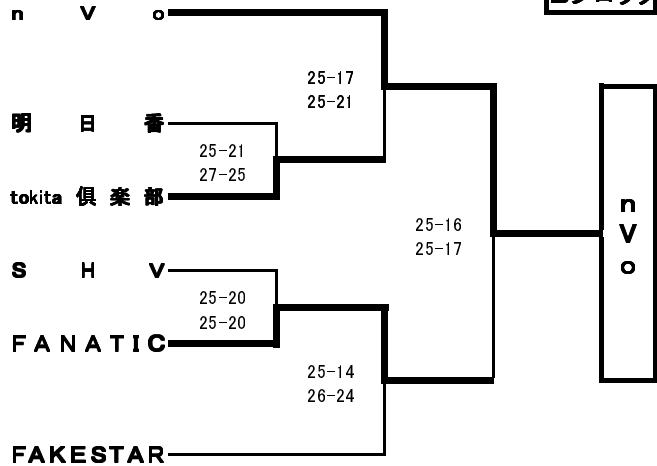 n V o
25-17
25-21
明 日 香
25-21
27-25
tokita 倶 楽 部
25-16
25-17
n
V
o
S H V
25-20
25-20
FANATIC
25-14
26-24
FAKESTAR